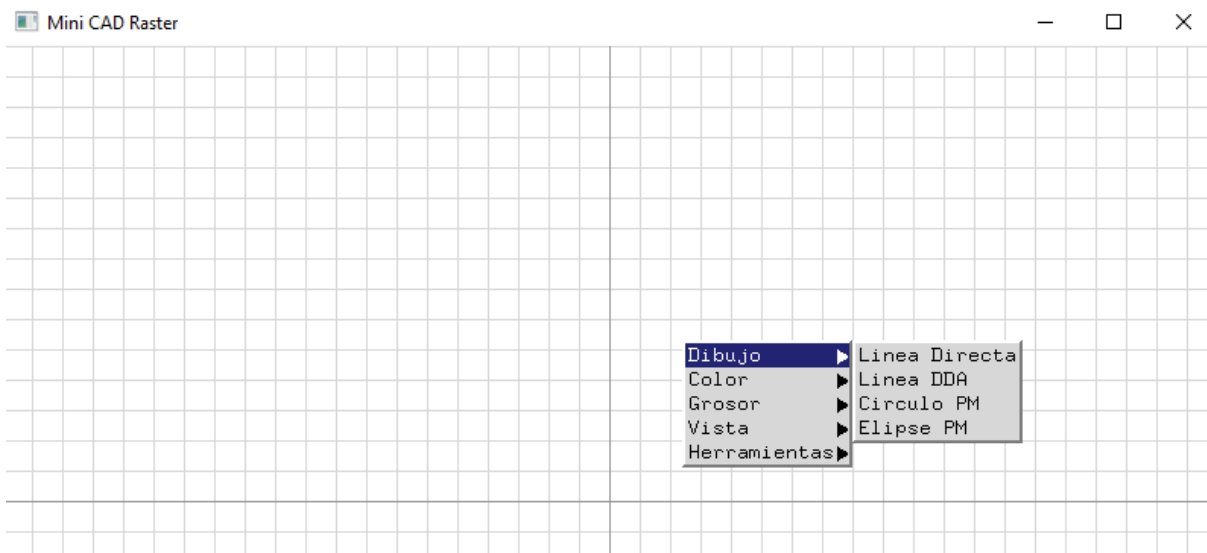 Mini CAD Raster
Dibujo
Color
Grosor
Vista
Herramientas
Linea Directa
Linea DDA
Circulo PM
Elipse PM